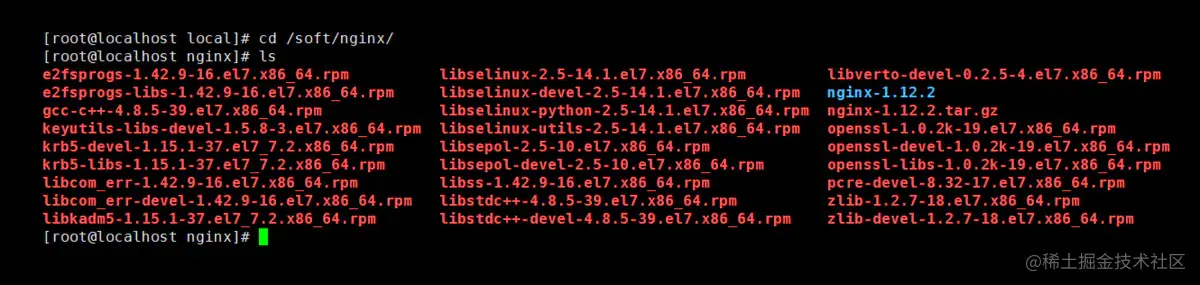 [root@localhost local]# cd /soft/nginx/
[root@localhost nginx]# ls
e2fsprogs-1.42.9-16.el7.x86_64.rpm libselinux-2.5-14.1.el7.x86_64.rpm libverto-devel-0.2.5-4.el7.x86_64.rpm
e2fsprogs-libs-1.42.9-16.el7.x86_64.rpm libselinux-devel-2.5-14.1.el7.x86_64.rpm nginx-1.12.2
gcc-c++-4.8.5-39.el7.x86_64.rpm libselinux-python-2.5-14.1.el7.x86_64.rpm nginx-1.12.2.tar.gz
keyutils-libs-devel-1.5.8-3.el7.x86_64.rpm libselinux-utils-2.5-14.1.el7.x86_64.rpm openssl-1.0.2k-19.el7.x86_64.rpm
krb5-devel-1.15.1-37.el7_7.2.x86_64.rpm libsepol-2.5-10.el7.x86_64.rpm openssl-devel-1.0.2k-19.el7.x86_64.rpm
krb5-libs-1.15.1-37.el7_7.2.x86_64.rpm libsepol-devel-2.5-10.el7.x86_64.rpm openssl-libs-1.0.2k-19.el7.x86_64.rpm
libcom_err-1.42.9-16.el7.x86_64.rpm libss-1.42.9-16.el7.x86_64.rpm pcre-devel-8.32-17.el7.x86_64.rpm
libcom_err-devel-1.42.9-16.el7.x86_64.rpm libstdc++-4.8.5-39.el7.x86_64.rpm zlib-1.2.7-18.el7.x86_64.rpm
libkadm5-1.15.1-37.el7_7.2.x86_64.rpm libstdc++-devel-4.8.5-39.el7.x86_64.rpm zlib-devel-1.2.7-18.el7.x86_64.rpm
[root@localhost nginx]#
@稀土掘金技术社区